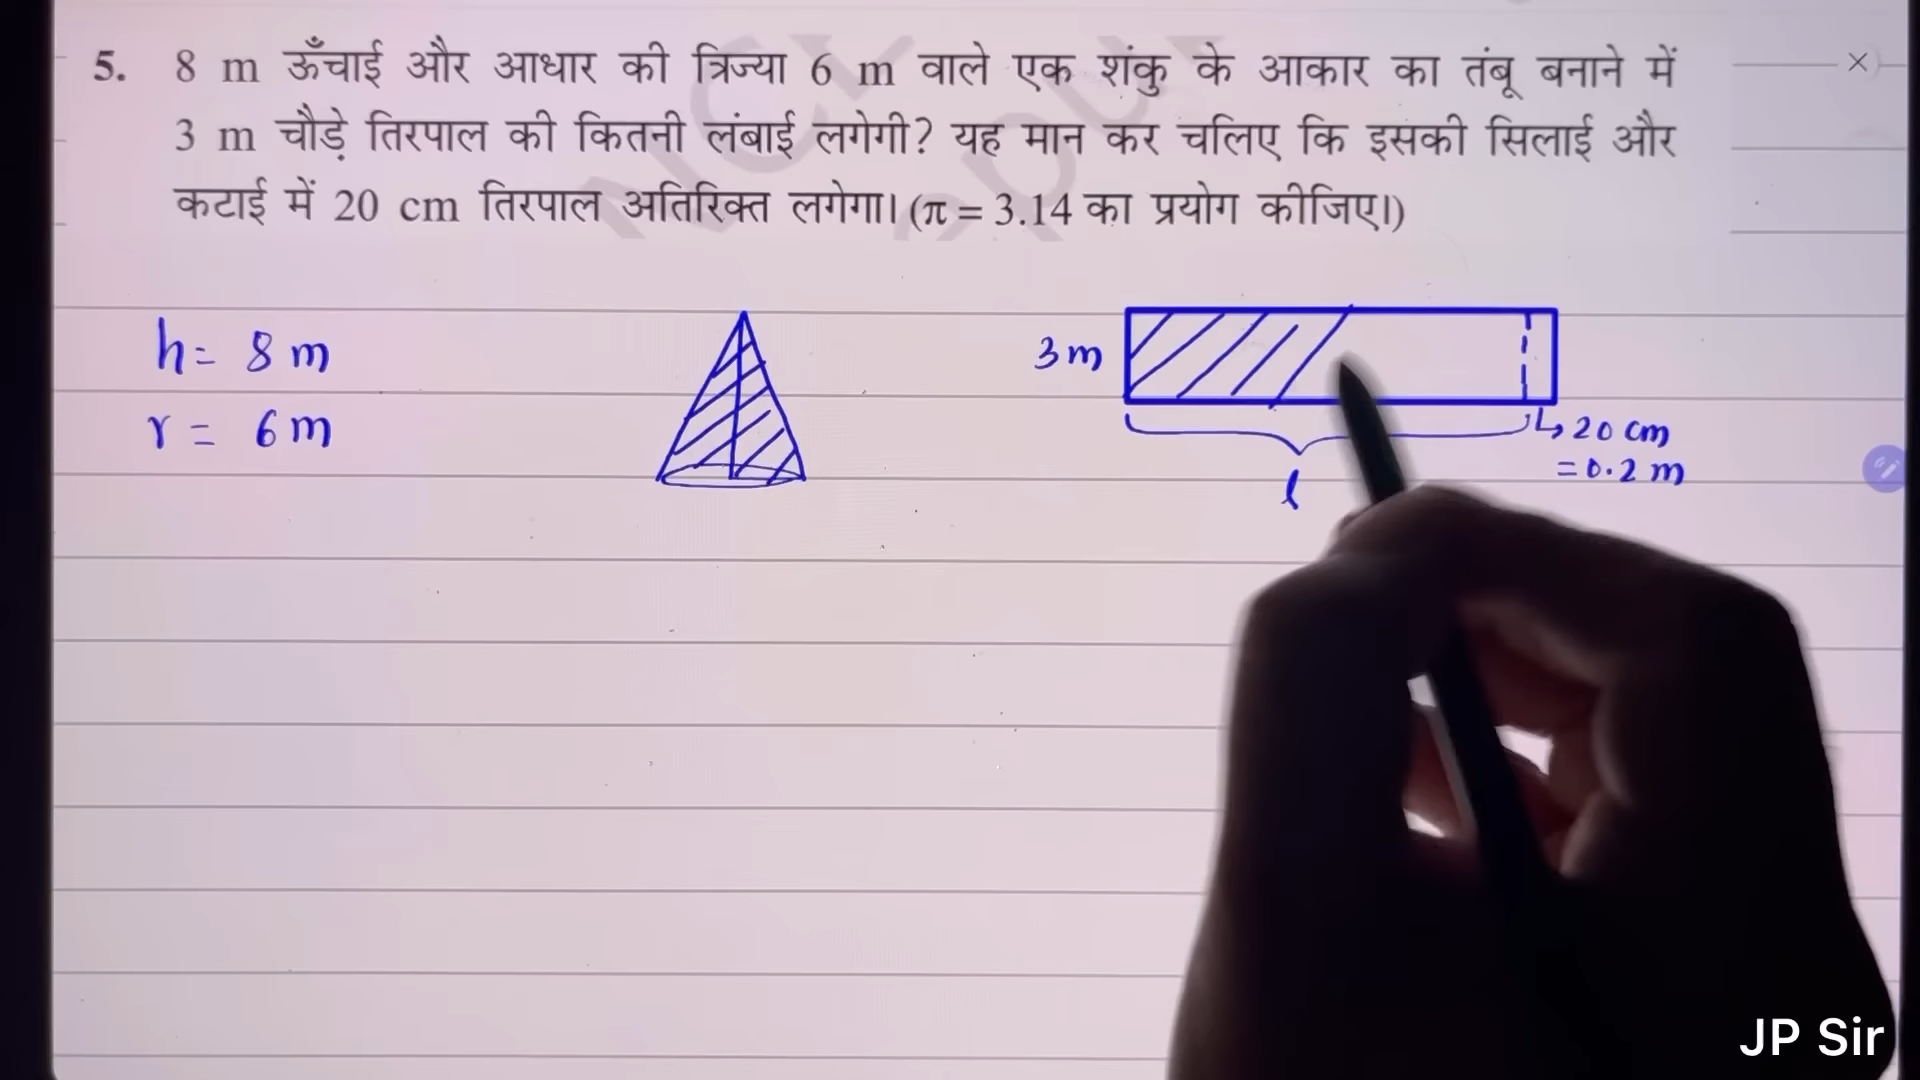 5. 8 m ऊँचाई और आधार की त्रिज्या 6 m वाले एक शंकु के आकार का तंबू बनाने में
3 m चौड़े तिरपाल की कितनी लंबाई लगेगी? यह मान कर चलिए कि इसकी सिलाई और
कटाई में 20 cm तिरपाल अतिरिक्त लगेगा। (π = 3.14 का प्रयोग कीजिए।)
h = 8 m
r = 6 m
3 m
20 cm
= 0.2 m
l
JP Sir